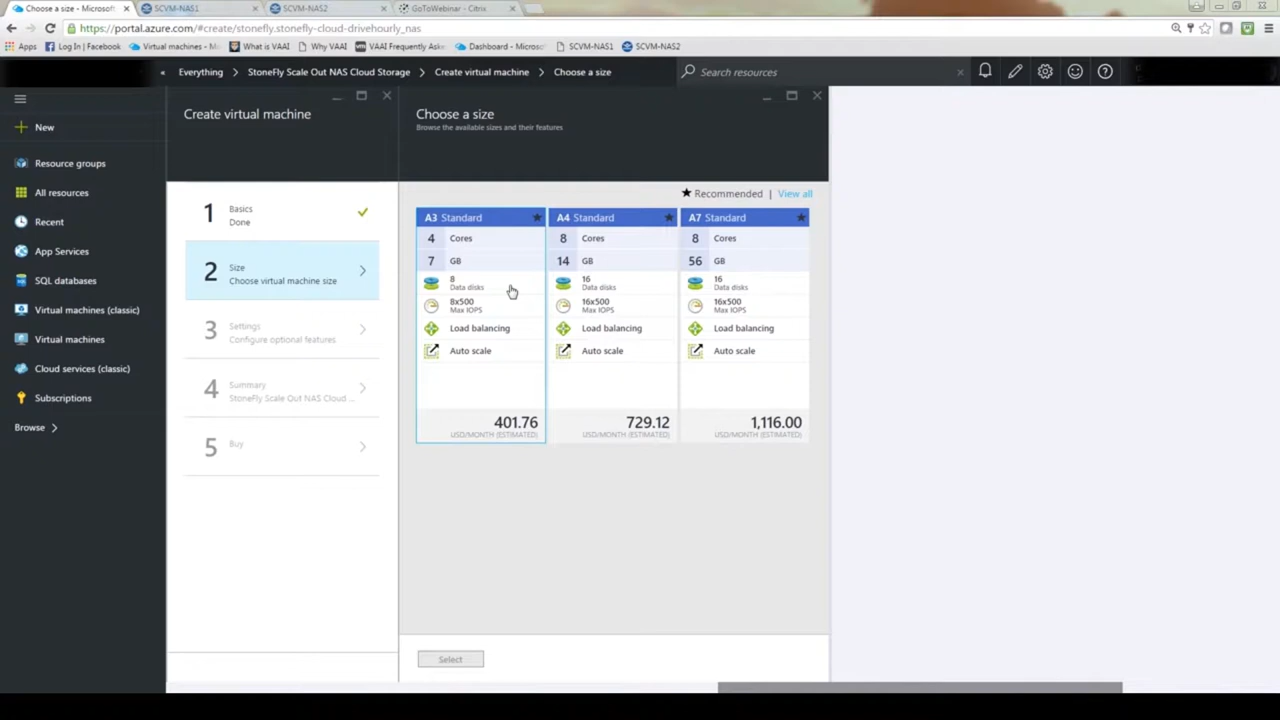 Choose a size - Microsoft
SCVM-NAS1
SCVM-NAS2
GoToWebinar - Citrix
https://portal.azure.com/#create/stonefly.stonefly-cloud-drivehourly_nas
Apps
Log In | Facebook
Virtual machines - M
What is VAAI
Why VAAI
VAAI Frequently Aske
Dashboard - Microso
SCVM-NAS1
SCVM-NAS2
Everything
StoneFly Scale Out NAS Cloud Storage
Create virtual machine
Choose a size
Search resources
New
Resource groups
All resources
Recent
App Services
SQL databases
Virtual machines (classic)
Virtual machines
Cloud services (classic)
Subscriptions
Browse
Create virtual machine
1 Basics
Done
2 Size
Choose virtual machine size
3 Settings
Configure optional features
4 Summary
StoneFly Scale Out NAS Cloud ...
5 Buy
Choose a size
Browse the available sizes and their features
★ Recommended | View all
A3 Standard
4 Cores
7 GB
8
Data disks
8x500
Max IOPS
Load balancing
Auto scale
401.76
USD/MONTH (ESTIMATED)
A4 Standard
8 Cores
14 GB
16
Data disks
16x500
Max IOPS
Load balancing
Auto scale
729.12
USD/MONTH (ESTIMATED)
A7 Standard
8 Cores
56 GB
16
Data disks
16x500
Max IOPS
Load balancing
Auto scale
1,116.00
USD/MONTH (ESTIMATED)
Select